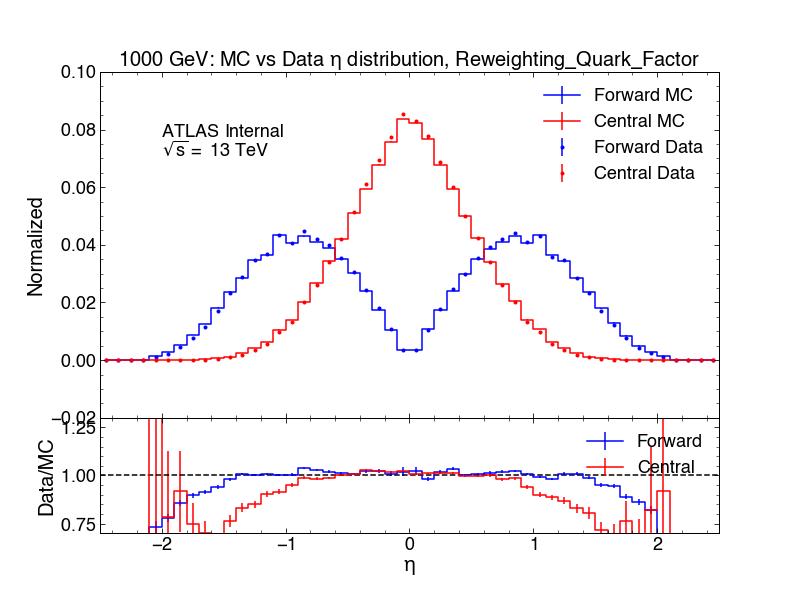 1000 GeV: MC vs Data η distribution, Reweighting_Quark_Factor
0.10
0.08
0.06
0.04
0.02
0.00
−0.02
Normalized
ATLAS Internal
√s = 13 TeV
Forward MC
Central MC
Forward Data
Central Data
1.25
1.00
0.75
Data/MC
Forward
Central
−2 −1 0 1 2
η